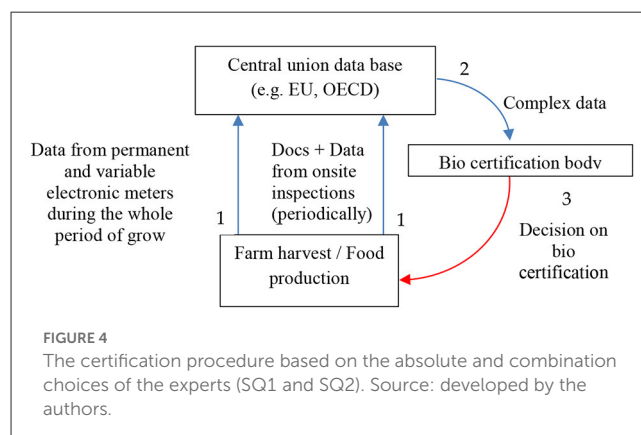 Central union data base
(e.g. EU, OECD)
2
Complex data
Bio certification body
Data from permanent
and variable
electronic meters
during the whole
period of grow
1
Docs + Data
from onsite
inspections
(periodically)
1
3
Decision on
bio
certification
Farm harvest / Food
production
FIGURE 4
The certification procedure based on the absolute and combination
choices of the experts (SQ1 and SQ2). Source: developed by the
authors.